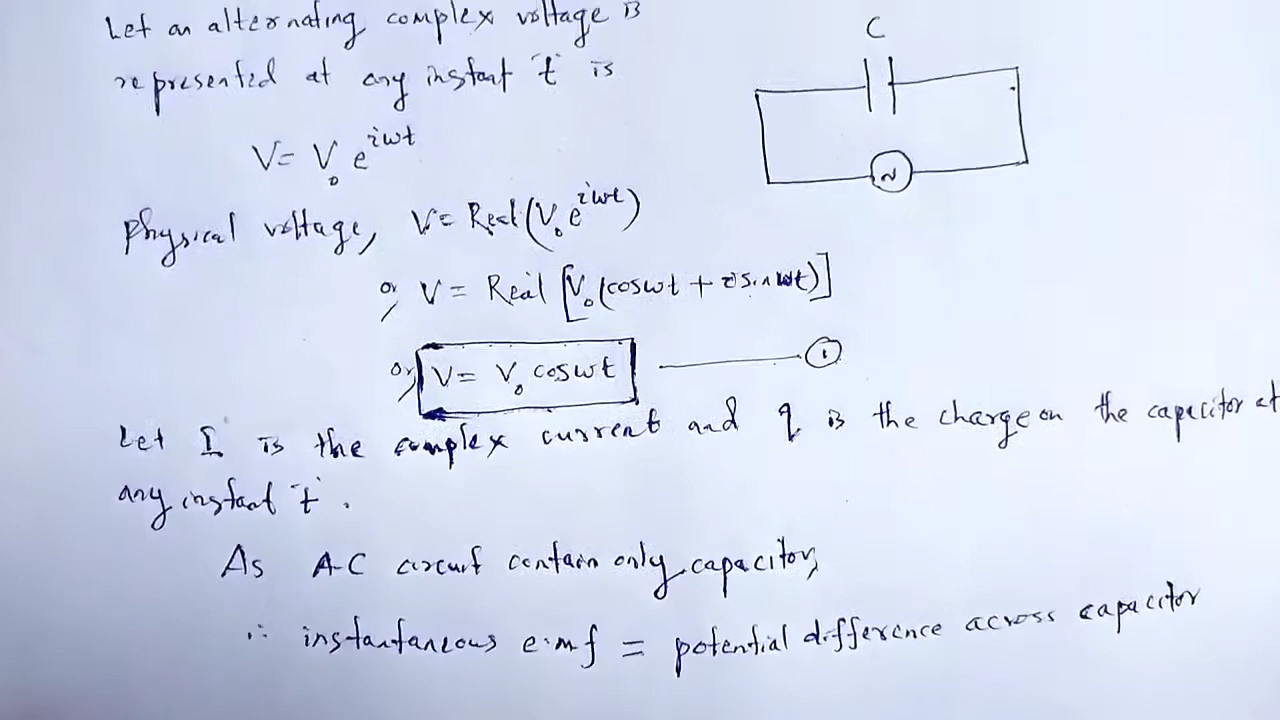 Let an alternating complex voltage is
C
represented at any instant 't' is
V = V₀ e^{iωt}
~
Physical voltage, V = Real(V₀e^{iωt})
or, V = Real [V₀(cosωt + i sinωt)]
or, V = V₀ cosωt ——— ①
Let I is the complex current and q is the charge on the capacitor at
any instant 't'.
As A-C circuit contain only capacitor,
∴ instantaneous e.m.f = potential difference across capacitor